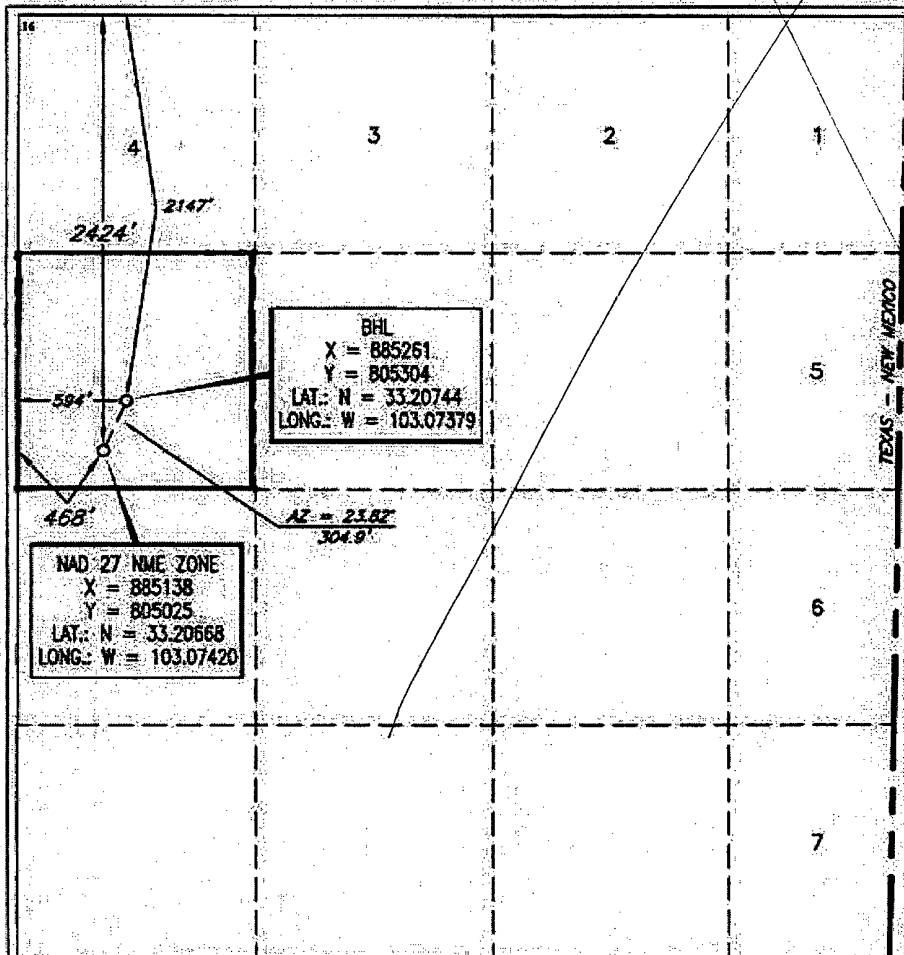 16
4
3
2
1
2147'
2424'
BHL
X = 885261
Y = 805304
LAT.: N = 33.20744
LONG.: W = 103.07379
5
TEXAS - NEW MEXICO
594'
468'
AZ = 23.82°
304.9'
NAD 27 NME ZONE
X = 885138
Y = 805025
LAT.: N = 33.20668
LONG.: W = 103.07420
6
7